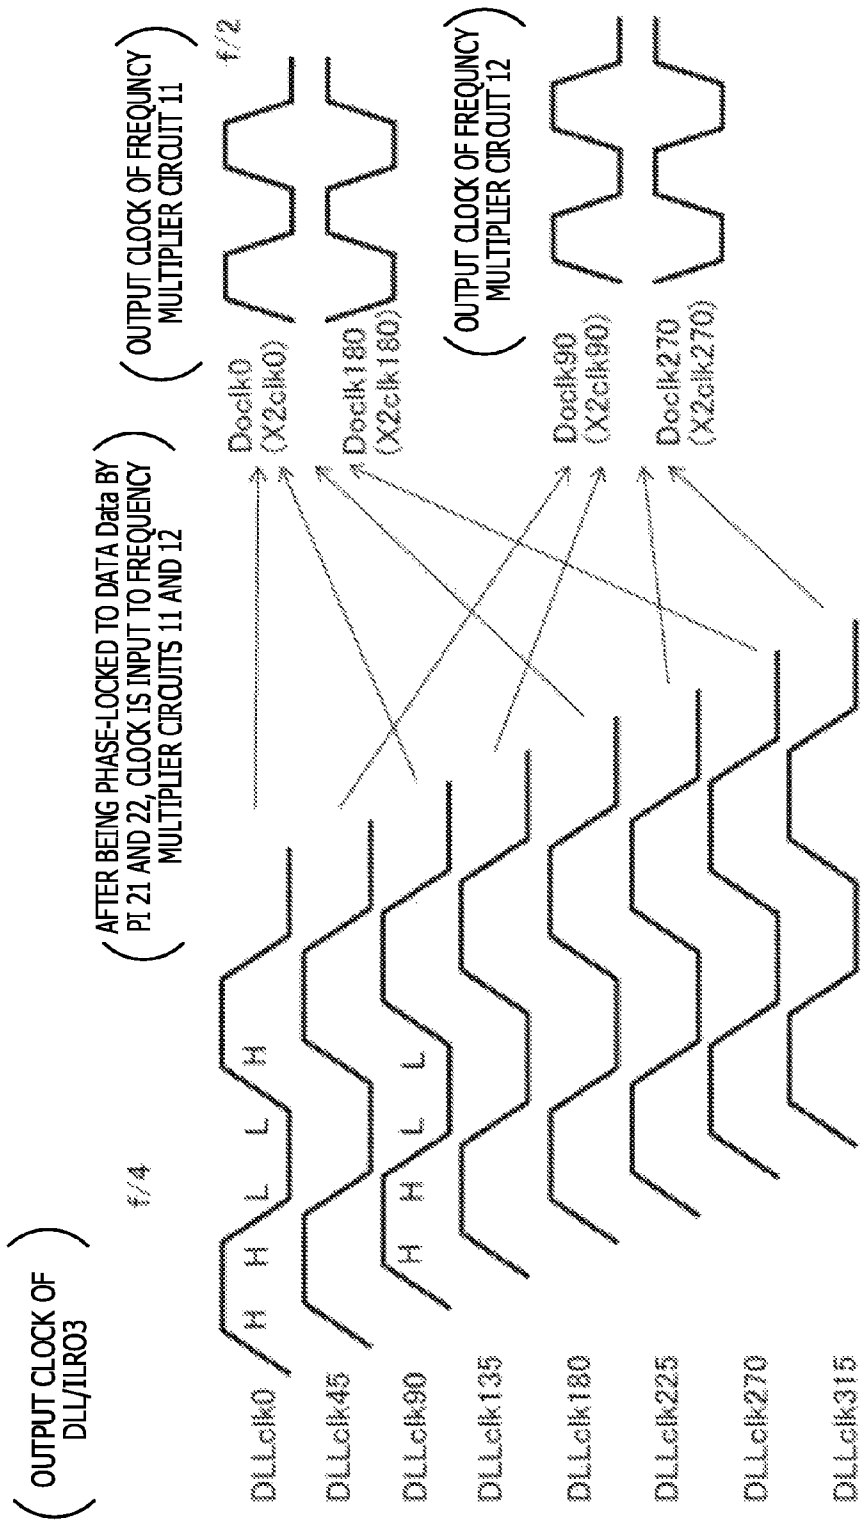 OUTPUT CLOCK OF
DLL/ILRO3
f/4
DLLclk0
H H L L H
DLLclk45
DLLclk90
H H L L
DLLclk135
DLLclk180
DLLclk225
DLLclk270
DLLclk315
AFTER BEING PHASE-LOCKED TO DATA Data BY
PI 21 AND 22, CLOCK IS INPUT TO FREQUENCY
MULTIPLIER CIRCUITS 11 AND 12
OUTPUT CLOCK OF FREQUNCY
MULTIPLIER CIRCUIT 11
f/2
Doclk0
(X2clk0)
Doclk180
(X2clk180)
OUTPUT CLOCK OF FREQUNCY
MULTIPLIER CIRCUIT 12
Doclk90
(X2clk90)
Doclk270
(X2clk270)